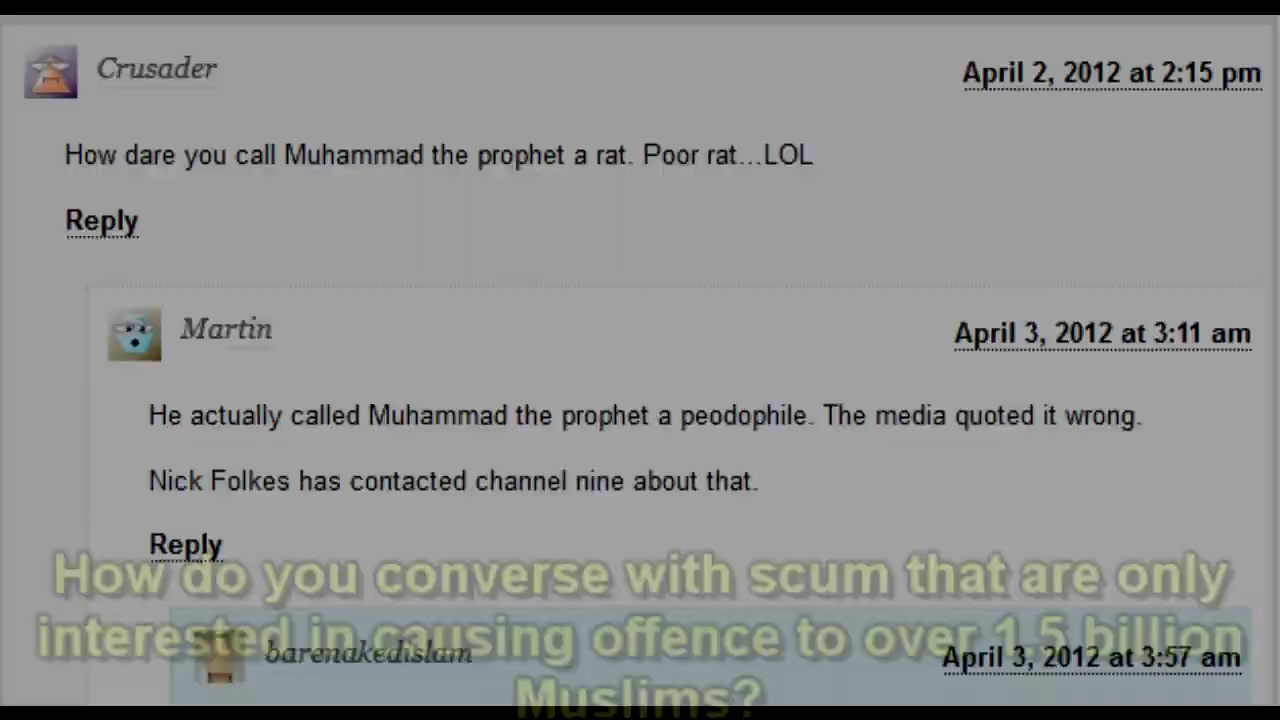 Crusader
April 2, 2012 at 2:15 pm
How dare you call Muhammad the prophet a rat. Poor rat...LOL
Reply
Martin
April 3, 2012 at 3:11 am
He actually called Muhammad the prophet a peodophile. The media quoted it wrong.
Nick Folkes has contacted channel nine about that.
Reply
How do you converse with scum that are only
interested in causing offence to over 1.5 billion
Muslims?
barenakedislam
April 3, 2012 at 3:57 am